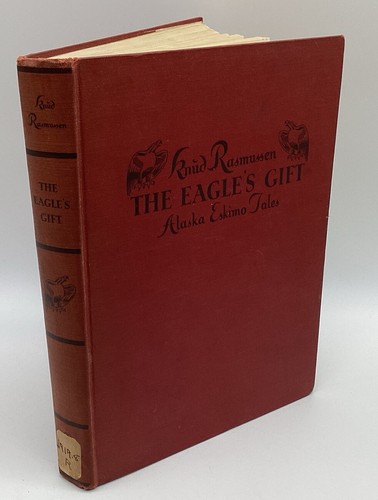 Knud
Rasmussen
THE
EAGLE'S
GIFT
Knud Rasmussen
THE EAGLE'S GIFT
Alaska Eskimo Tales
R